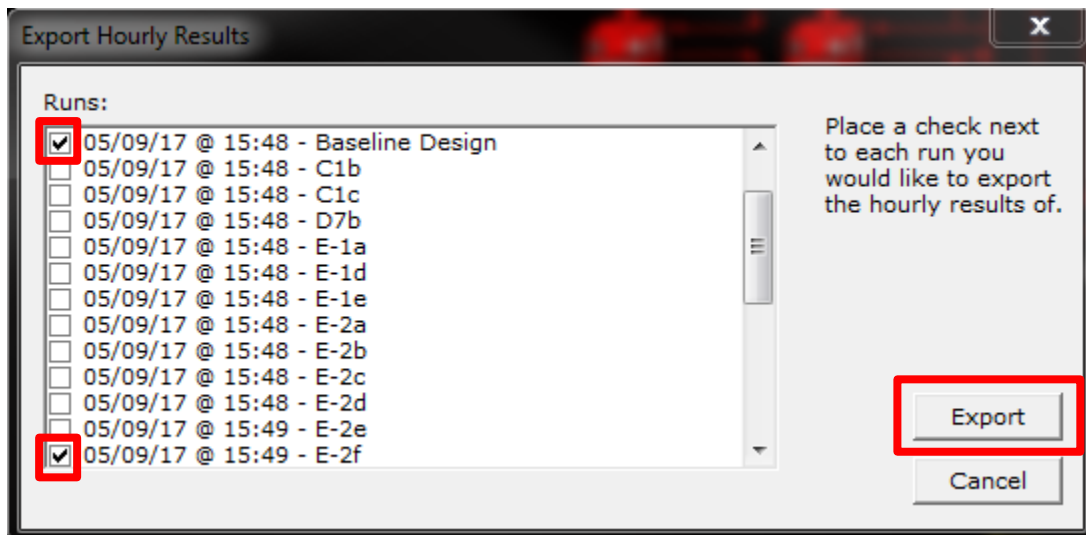 Export Hourly Results
x
Runs:
05/09/17 @ 15:48 - Baseline Design
05/09/17 @ 15:48 - C1b
05/09/17 @ 15:48 - C1c
05/09/17 @ 15:48 - D7b
05/09/17 @ 15:48 - E-1a
05/09/17 @ 15:48 - E-1d
05/09/17 @ 15:48 - E-1e
05/09/17 @ 15:48 - E-2a
05/09/17 @ 15:48 - E-2b
05/09/17 @ 15:48 - E-2c
05/09/17 @ 15:48 - E-2d
05/09/17 @ 15:49 - E-2e
05/09/17 @ 15:49 - E-2f
Place a check next
to each run you
would like to export
the hourly results of.
Export
Cancel